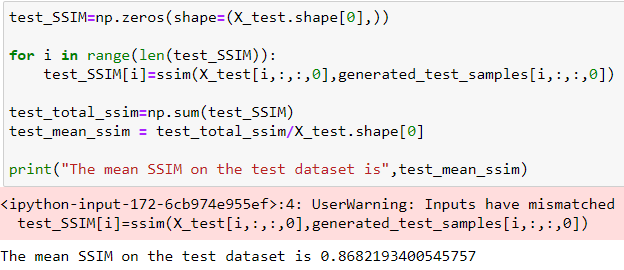 test_SSIM=np.zeros(shape=(X_test.shape[0],))
for i in range(len(test_SSIM)):
    test_SSIM[i]=ssim(X_test[i,:,:,0],generated_test_samples[i,:,:,0])
test_total_ssim=np.sum(test_SSIM)
test_mean_ssim = test_total_ssim/X_test.shape[0]
print("The mean SSIM on the test dataset is",test_mean_ssim)
<ipython-input-172-6cb974e955ef>:4: UserWarning: Inputs have mismatched
  test_SSIM[i]=ssim(X_test[i,:,:,0],generated_test_samples[i,:,:,0])
The mean SSIM on the test dataset is 0.8682193400545757